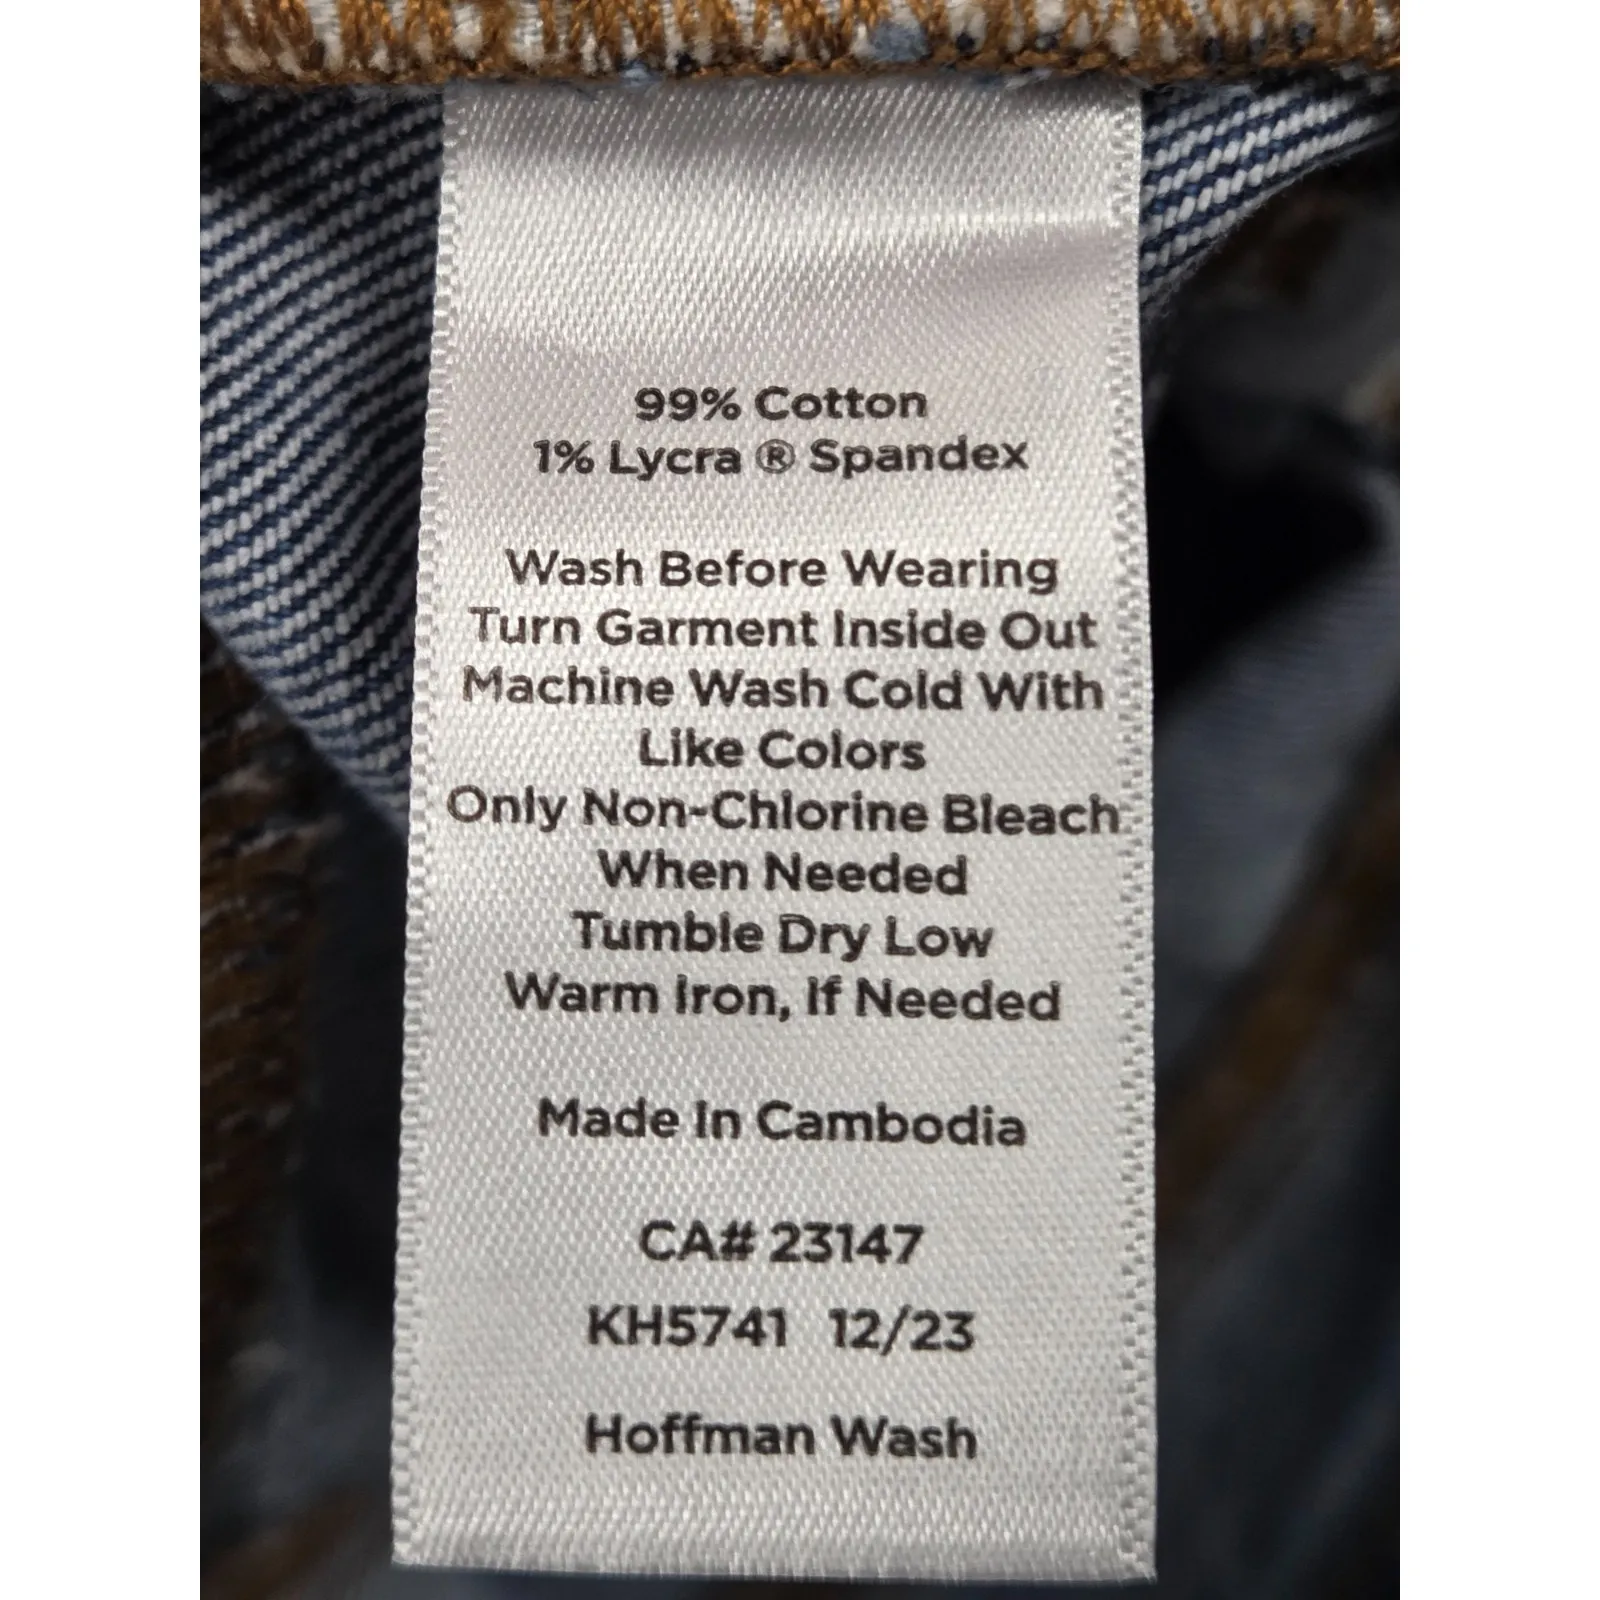 99% Cotton
1% Lycra ® Spandex
Wash Before Wearing
Turn Garment Inside Out
Machine Wash Cold With
Like Colors
Only Non-Chlorine Bleach
When Needed
Tumble Dry Low
Warm Iron, If Needed
Made In Cambodia
CA# 23147
KH5741 12/23
Hoffman Wash